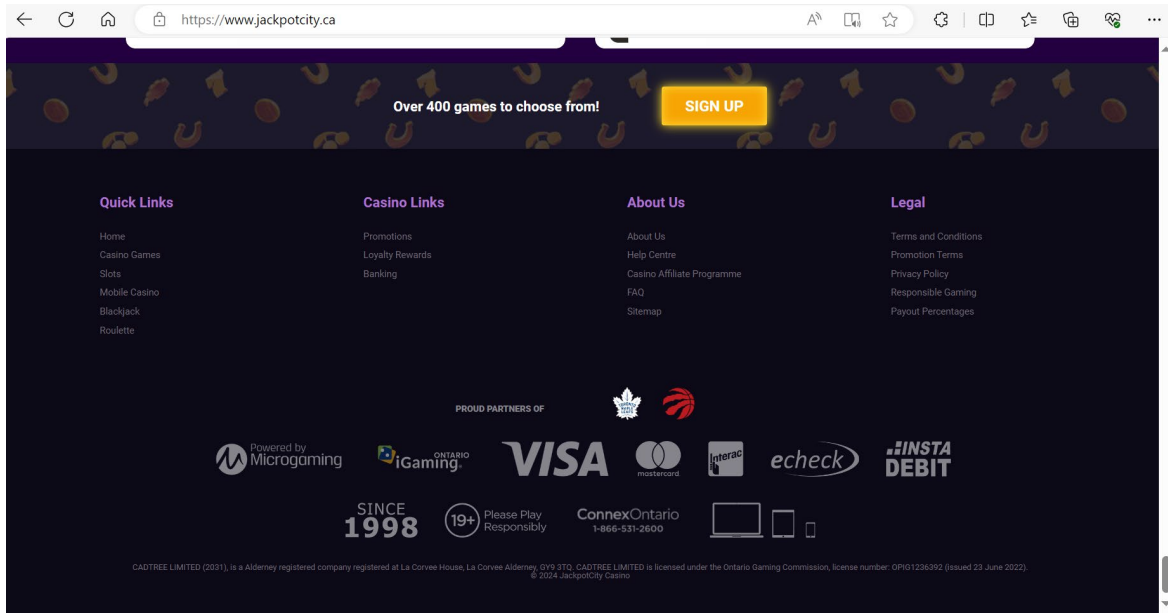 https://www.jackpotcity.ca
Over 400 games to choose from!
SIGN UP
Quick Links
Home
Casino Games
Slots
Mobile Casino
Blackjack
Roulette
Casino Links
Promotions
Loyalty Rewards
Banking
About Us
About Us
Help Centre
Casino Affiliate Programme
FAQ
Sitemap
Legal
Terms and Conditions
Promotion Terms
Privacy Policy
Responsible Gaming
Payout Percentages
PROUD PARTNERS OF
TORONTO
MAPLE
LEAFS
Powered by
Microgaming
iGaming ONTARIO
VISA
mastercard
Interac
echeck
INSTA
DEBIT
SINCE
1998
19+
Please Play
Responsibly
ConnexOntario
1-866-531-2600
CADTREE LIMITED (2031), is a Alderney registered company registered at La Corvee House, La Corvee Alderney, GY9 3TQ. CADTREE LIMITED is licensed under the Ontario Gaming Commission, license number: OPIG1236392 (issued 23 June 2022).
© 2024 JackpotCity Casino